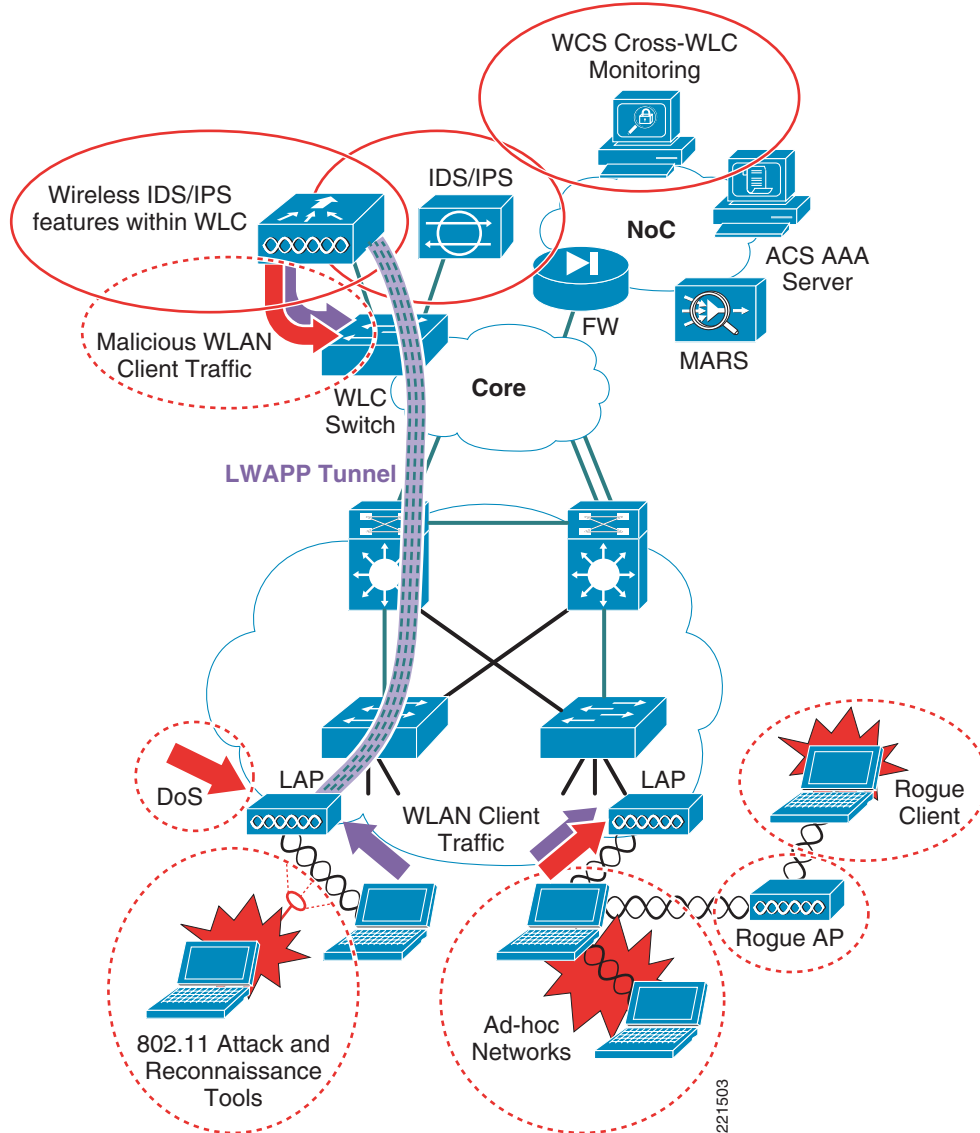 WCS Cross-WLC
Monitoring
Wireless IDS/IPS
features within WLC
IDS/IPS
NoC
ACS AAA
Server
FW
MARS
Malicious WLAN
Client Traffic
WLC
Switch
Core
LWAPP Tunnel
DoS
LAP
WLAN Client
Traffic
LAP
Rogue
Client
Rogue AP
802.11 Attack and
Reconnaissance
Tools
Ad-hoc
Networks
221503